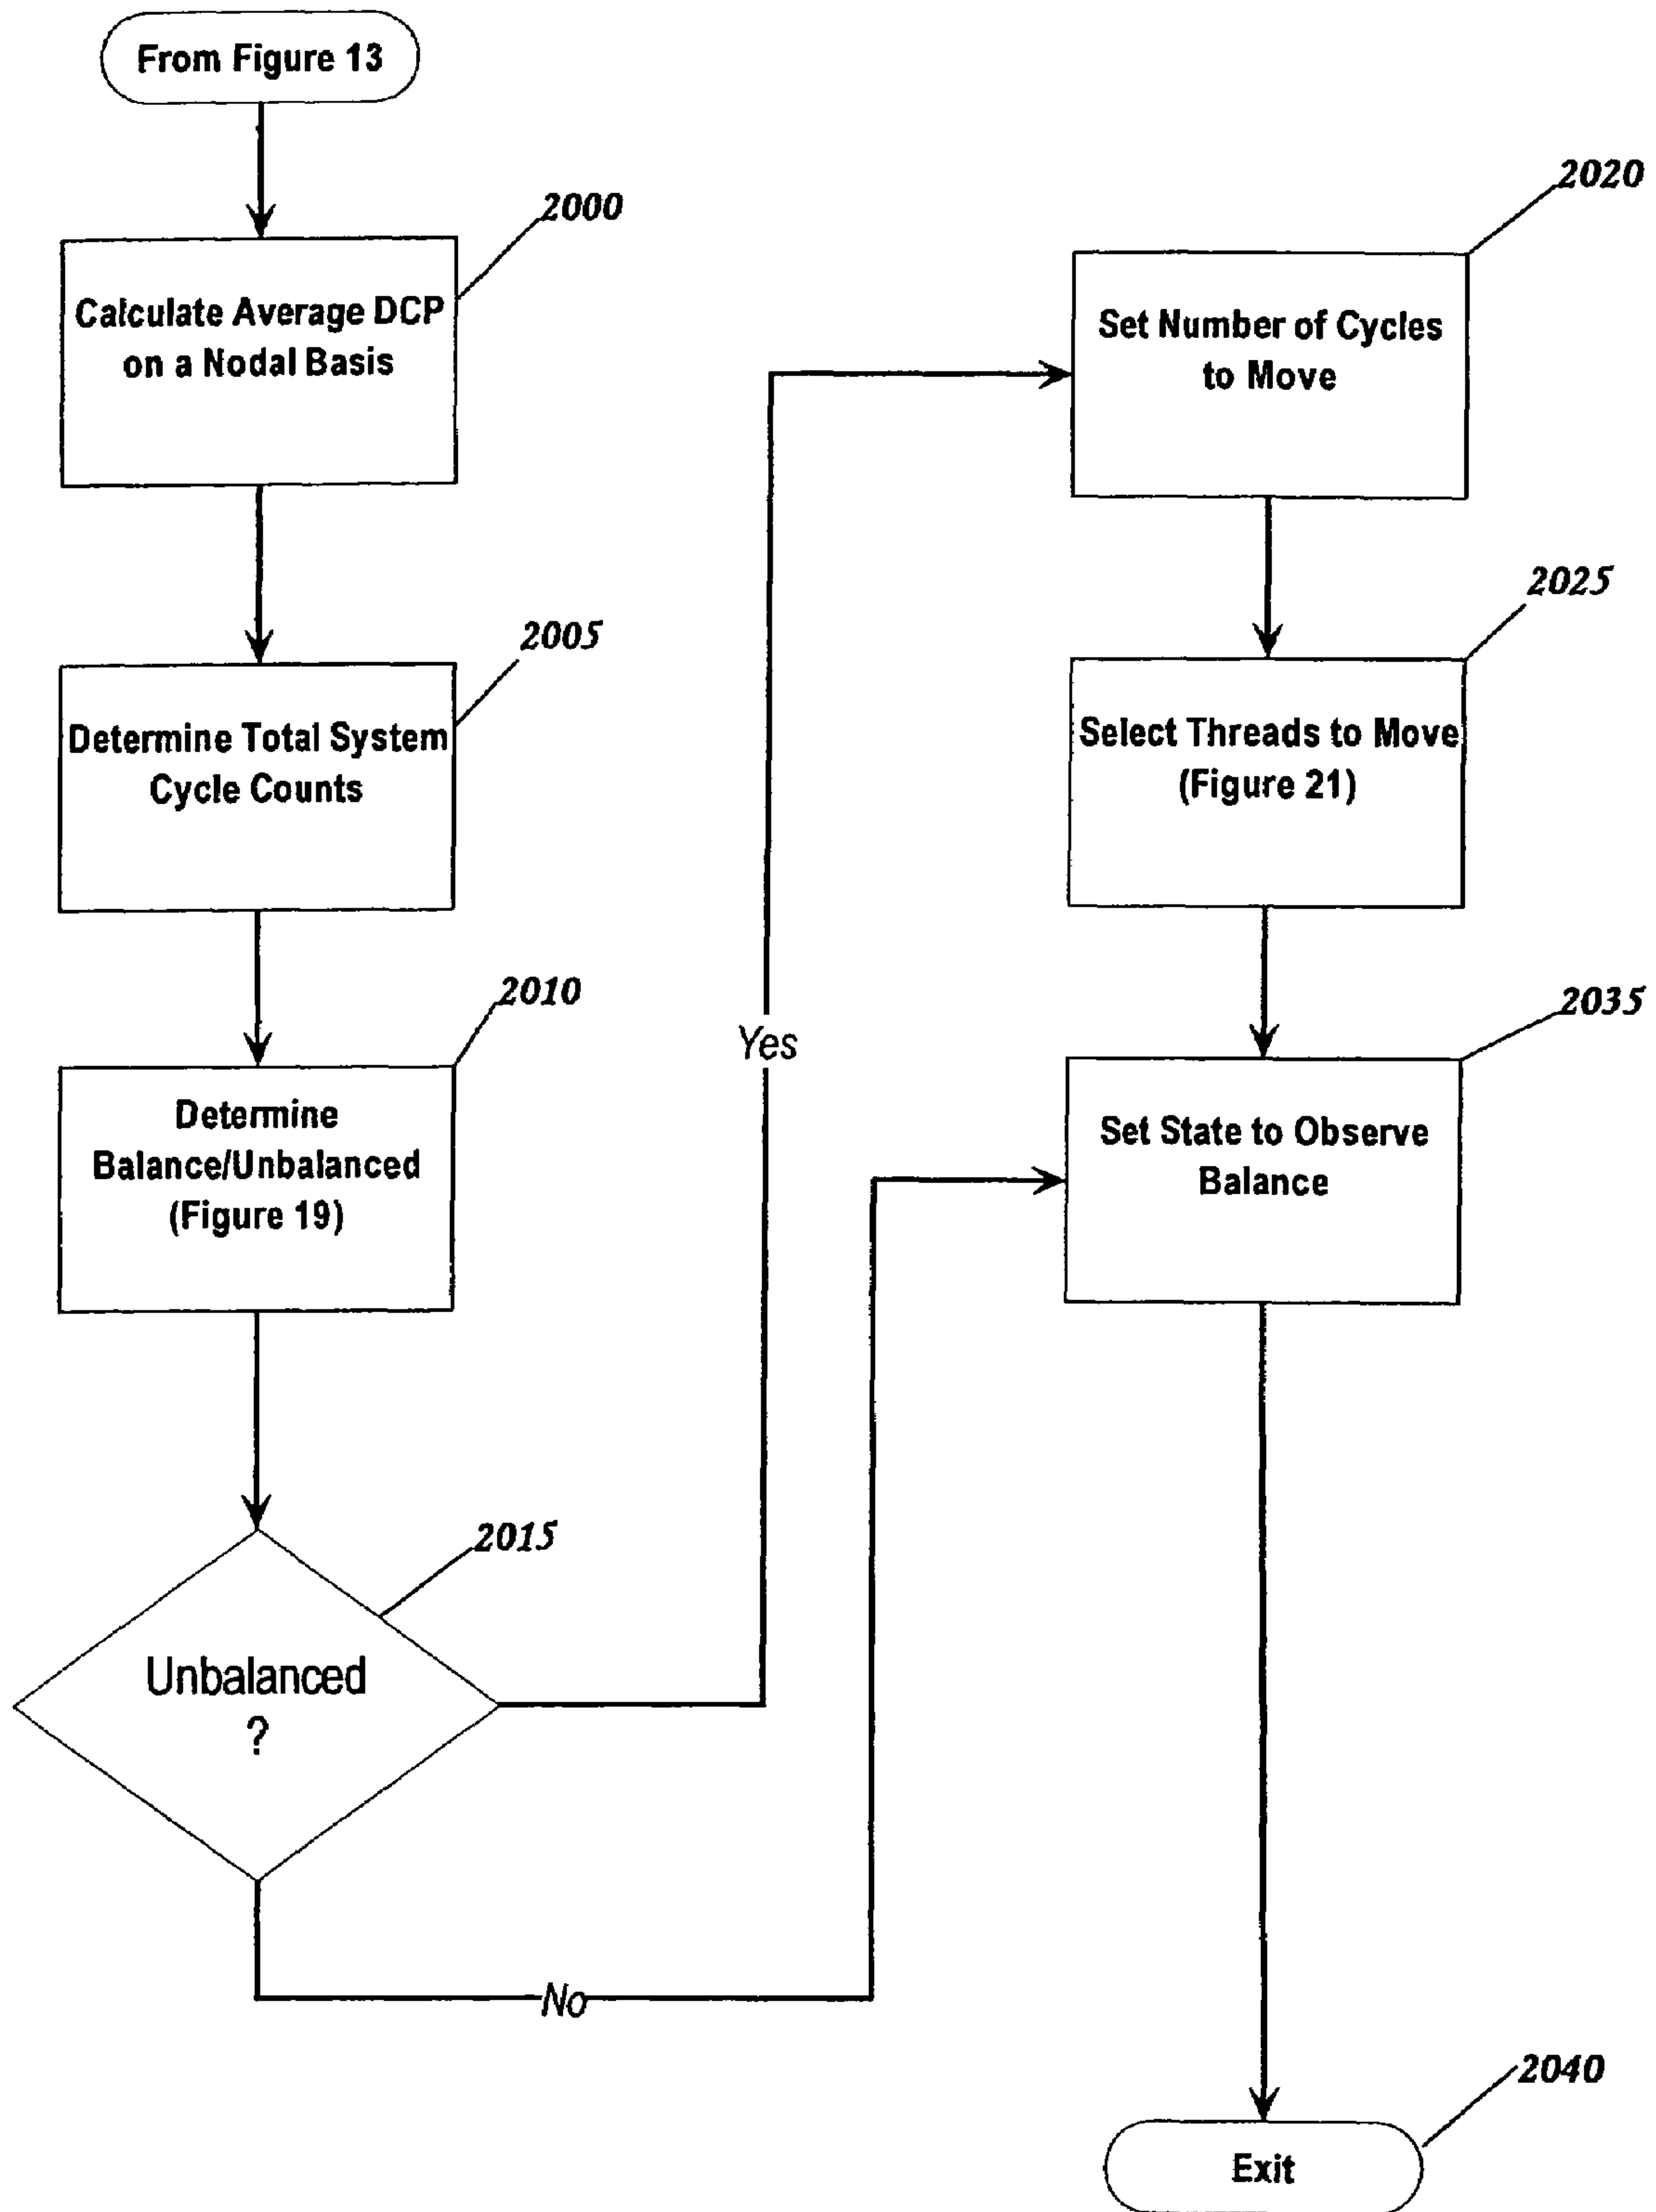 From Figure 13
2000
Calculate Average DCP
on a Nodal Basis
2005
Determine Total System
Cycle Counts
2010
Determine
Balance/Unbalanced
(Figure 19)
2015
Unbalanced
?
Yes
No
2020
Set Number of Cycles
to Move
2025
Select Threads to Move
(Figure 21)
2035
Set State to Observe
Balance
2040
Exit